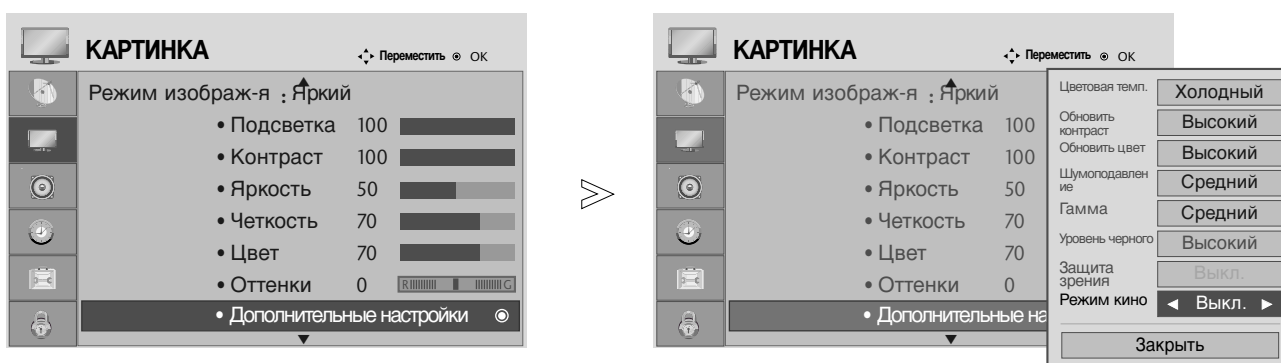 КАРТИНКА
Переместить OK
Режим изображ-я : Яркий
• Подсветка 100
• Контраст 100
• Яркость 50
• Четкость 70
• Цвет 70
• Оттенки 0 R G
• Дополнительные настройки
КАРТИНКА
Переместить OK
Режим изображ-я : Яркий
• Подсветка 100
• Контраст 100
• Яркость 50
• Четкость 70
• Цвет 70
• Оттенки 0
• Дополнительные на
Цветовая темп. Холодный
Обновить
контраст Высокий
Обновить цвет Высокий
Шумоподавлен
ие Средний
Гамма Средний
Уровень черного Высокий
Защита
зрения Выкл.
Режим кино ◄ Выкл. ►
Закрыть